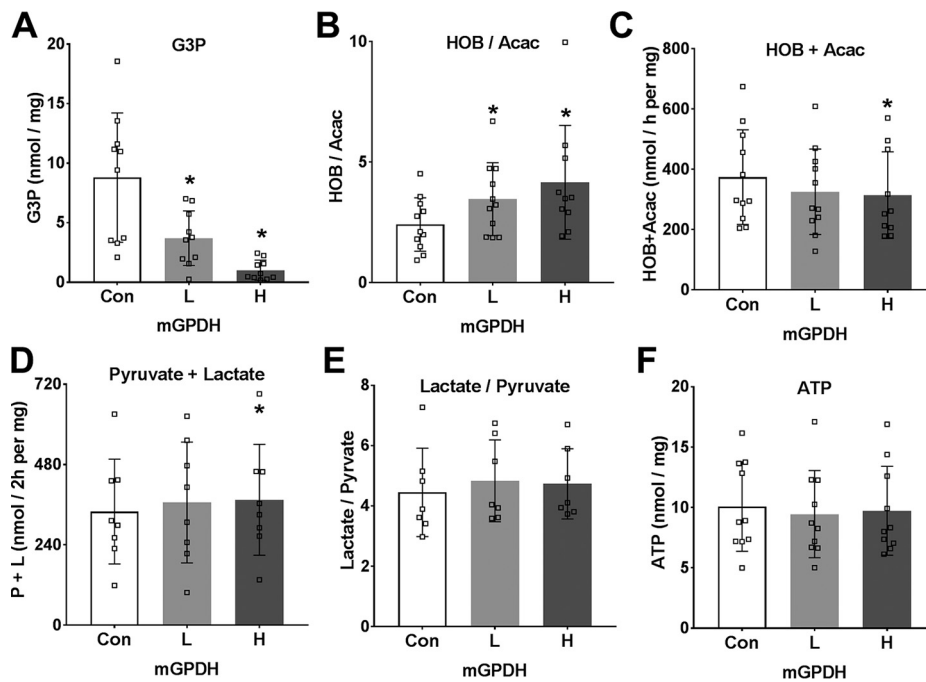 A
G3P
G3P (nmol / mg)
20
15
10
5
0
*
*
Con
L
H
mGPDH
B
HOB / Acac
HOB / Acac
10
5
0
*
*
Con
L
H
mGPDH
C
HOB + Acac
HOB+Acac (nmol / h per mg)
800
600
400
200
0
*
Con
L
H
mGPDH
D
Pyruvate + Lactate
P + L (nmol / 2h per mg)
720
480
240
0
*
Con
L
H
mGPDH
E
Lactate / Pyruvate
Lactate / Pyrvate
8
6
4
2
0
Con
L
H
mGPDH
F
ATP
ATP (nmol / mg)
20
15
10
5
0
Con
L
H
mGPDH